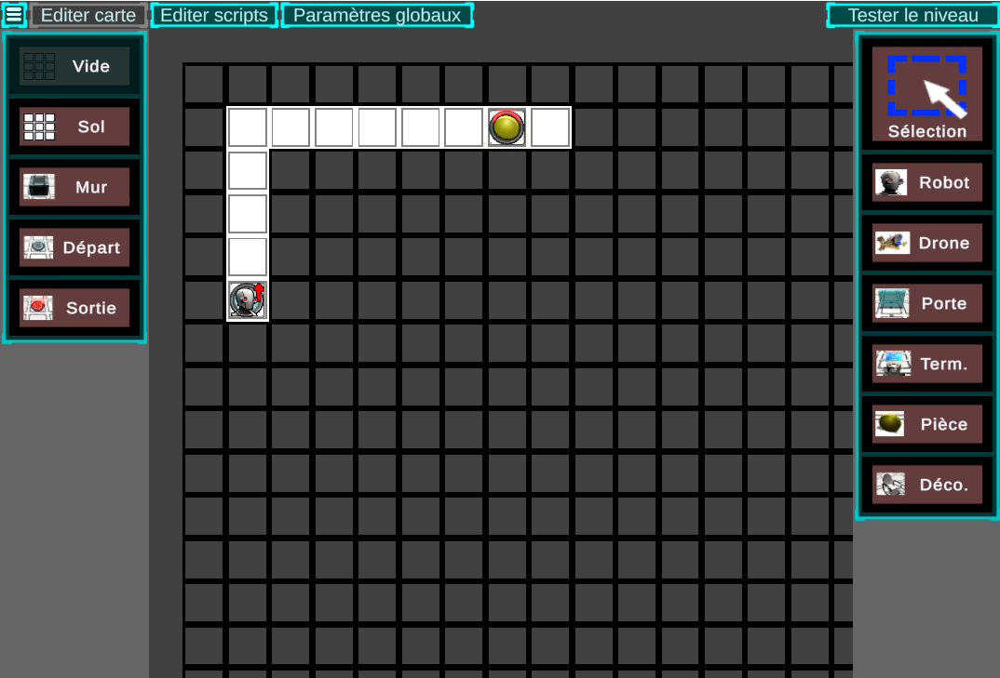 Editer carte
Editer scripts
Paramètres globaux
Tester le niveau
Vide
Sol
Mur
Départ
Sortie
Sélection
Robot
Drone
Porte
Term.
Pièce
Déco.